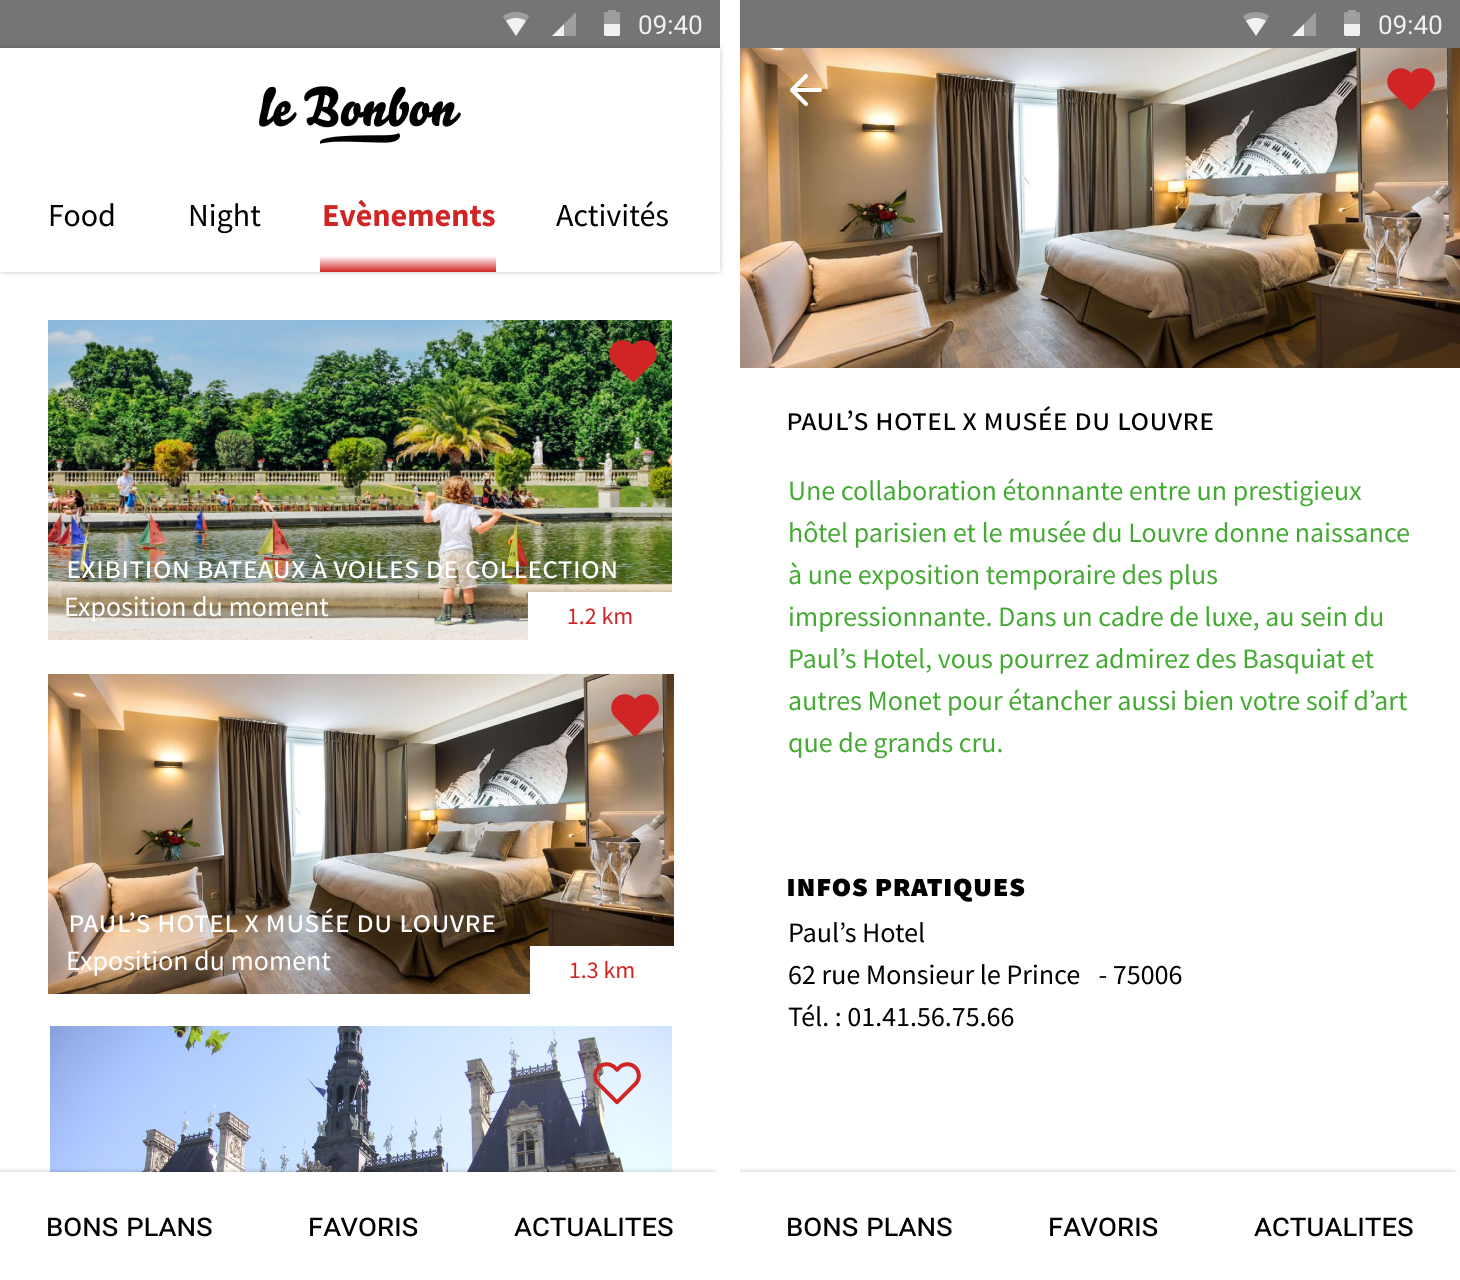 09:40
le Bonbon
Food Night Evènements Activités
EXIBITION BATEAUX À VOILES DE COLLECTION
Exposition du moment
1.2 km
PAUL’S HOTEL X MUSÉE DU LOUVRE
Exposition du moment
1.3 km
BONS PLANS FAVORIS ACTUALITES
09:40
PAUL’S HOTEL X MUSÉE DU LOUVRE
Une collaboration étonnante entre un prestigieux
hôtel parisien et le musée du Louvre donne naissance
à une exposition temporaire des plus
impressionnante. Dans un cadre de luxe, au sein du
Paul’s Hotel, vous pourrez admirez des Basquiat et
autres Monet pour étancher aussi bien votre soif d’art
que de grands cru.
INFOS PRATIQUES
Paul’s Hotel
62 rue Monsieur le Prince - 75006
Tél. : 01.41.56.75.66
BONS PLANS FAVORIS ACTUALITES